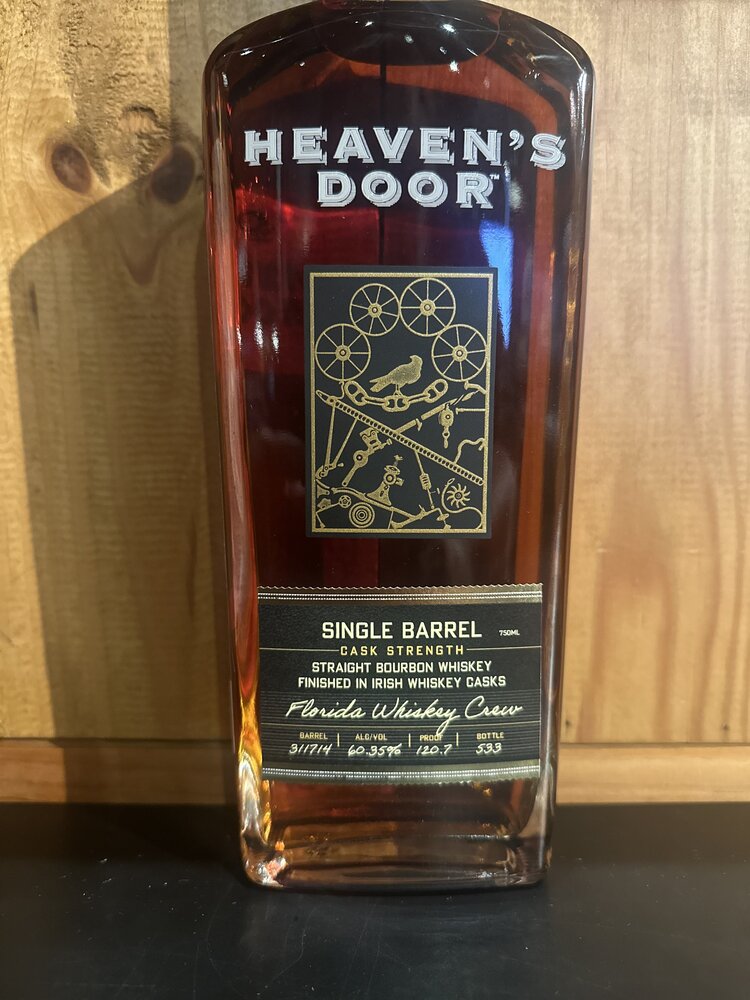 HEAVEN'S
DOOR™
SINGLE BARREL 750ML
CASK STRENGTH
STRAIGHT BOURBON WHISKEY
FINISHED IN IRISH WHISKEY CASKS
Florida Whiskey Crew
BARREL ALC/VOL PROOF BOTTLE
311714 60.35% 120.7 533